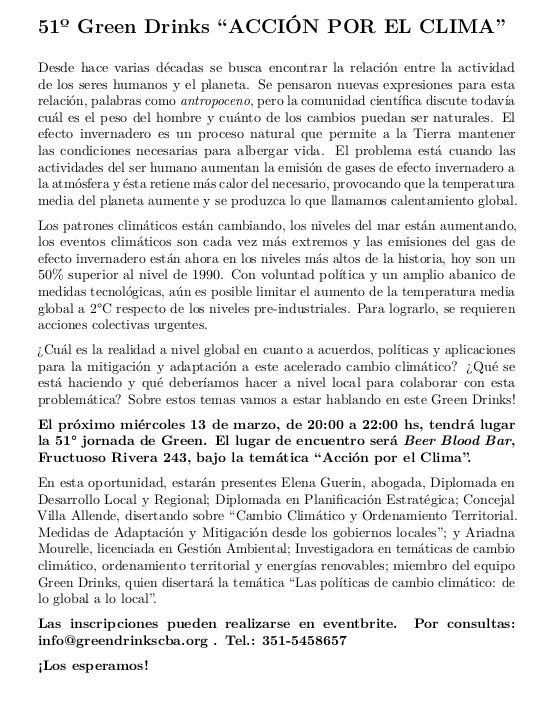 51º Green Drinks “ACCIÓN POR EL CLIMA”
Desde hace varias décadas se busca encontrar la relación entre la actividad
de los seres humanos y el planeta. Se pensaron nuevas expresiones para esta
relación, palabras como antropoceno, pero la comunidad científica discute todavía
cuál es el peso del hombre y cuánto de los cambios puedan ser naturales. El
efecto invernadero es un proceso natural que permite a la Tierra mantener
las condiciones necesarias para albergar vida. El problema está cuando las
actividades del ser humano aumentan la emisión de gases de efecto invernadero a
la atmósfera y ésta retiene más calor del necesario, provocando que la temperatura
media del planeta aumente y se produzca lo que llamamos calentamiento global.
Los patrones climáticos están cambiando, los niveles del mar están aumentando,
los eventos climáticos son cada vez más extremos y las emisiones del gas de
efecto invernadero están ahora en los niveles más altos de la historia, hoy son un
50% superior al nivel de 1990. Con voluntad política y un amplio abanico de
medidas tecnológicas, aún es posible limitar el aumento de la temperatura media
global a 2°C respecto de los niveles pre-industriales. Para lograrlo, se requieren
acciones colectivas urgentes.
¿Cuál es la realidad a nivel global en cuanto a acuerdos, políticas y aplicaciones
para la mitigación y adaptación a este acelerado cambio climático? ¿Qué se
está haciendo y qué deberíamos hacer a nivel local para colaborar con esta
problemática? Sobre estos temas vamos a estar hablando en este Green Drinks!
El próximo miércoles 13 de marzo, de 20:00 a 22:00 hs, tendrá lugar
la 51° jornada de Green. El lugar de encuentro será Beer Blood Bar,
Fructuoso Rivera 243, bajo la temática “Acción por el Clima”.
En esta oportunidad, estarán presentes Elena Guerin, abogada, Diplomada en
Desarrollo Local y Regional; Diplomada en Planificación Estratégica; Concejal
Villa Allende, disertando sobre “Cambio Climático y Ordenamiento Territorial.
Medidas de Adaptación y Mitigación desde los gobiernos locales”; y Ariadna
Mourelle, licenciada en Gestión Ambiental; Investigadora en temáticas de cambio
climático, ordenamiento territorial y energías renovables; miembro del equipo
Green Drinks, quien disertará la temática “Las políticas de cambio climático: de
lo global a lo local”.
Las inscripciones pueden realizarse en eventbrite. Por consultas:
info@greendrinkscba.org . Tel.: 351-5458657
¡Los esperamos!